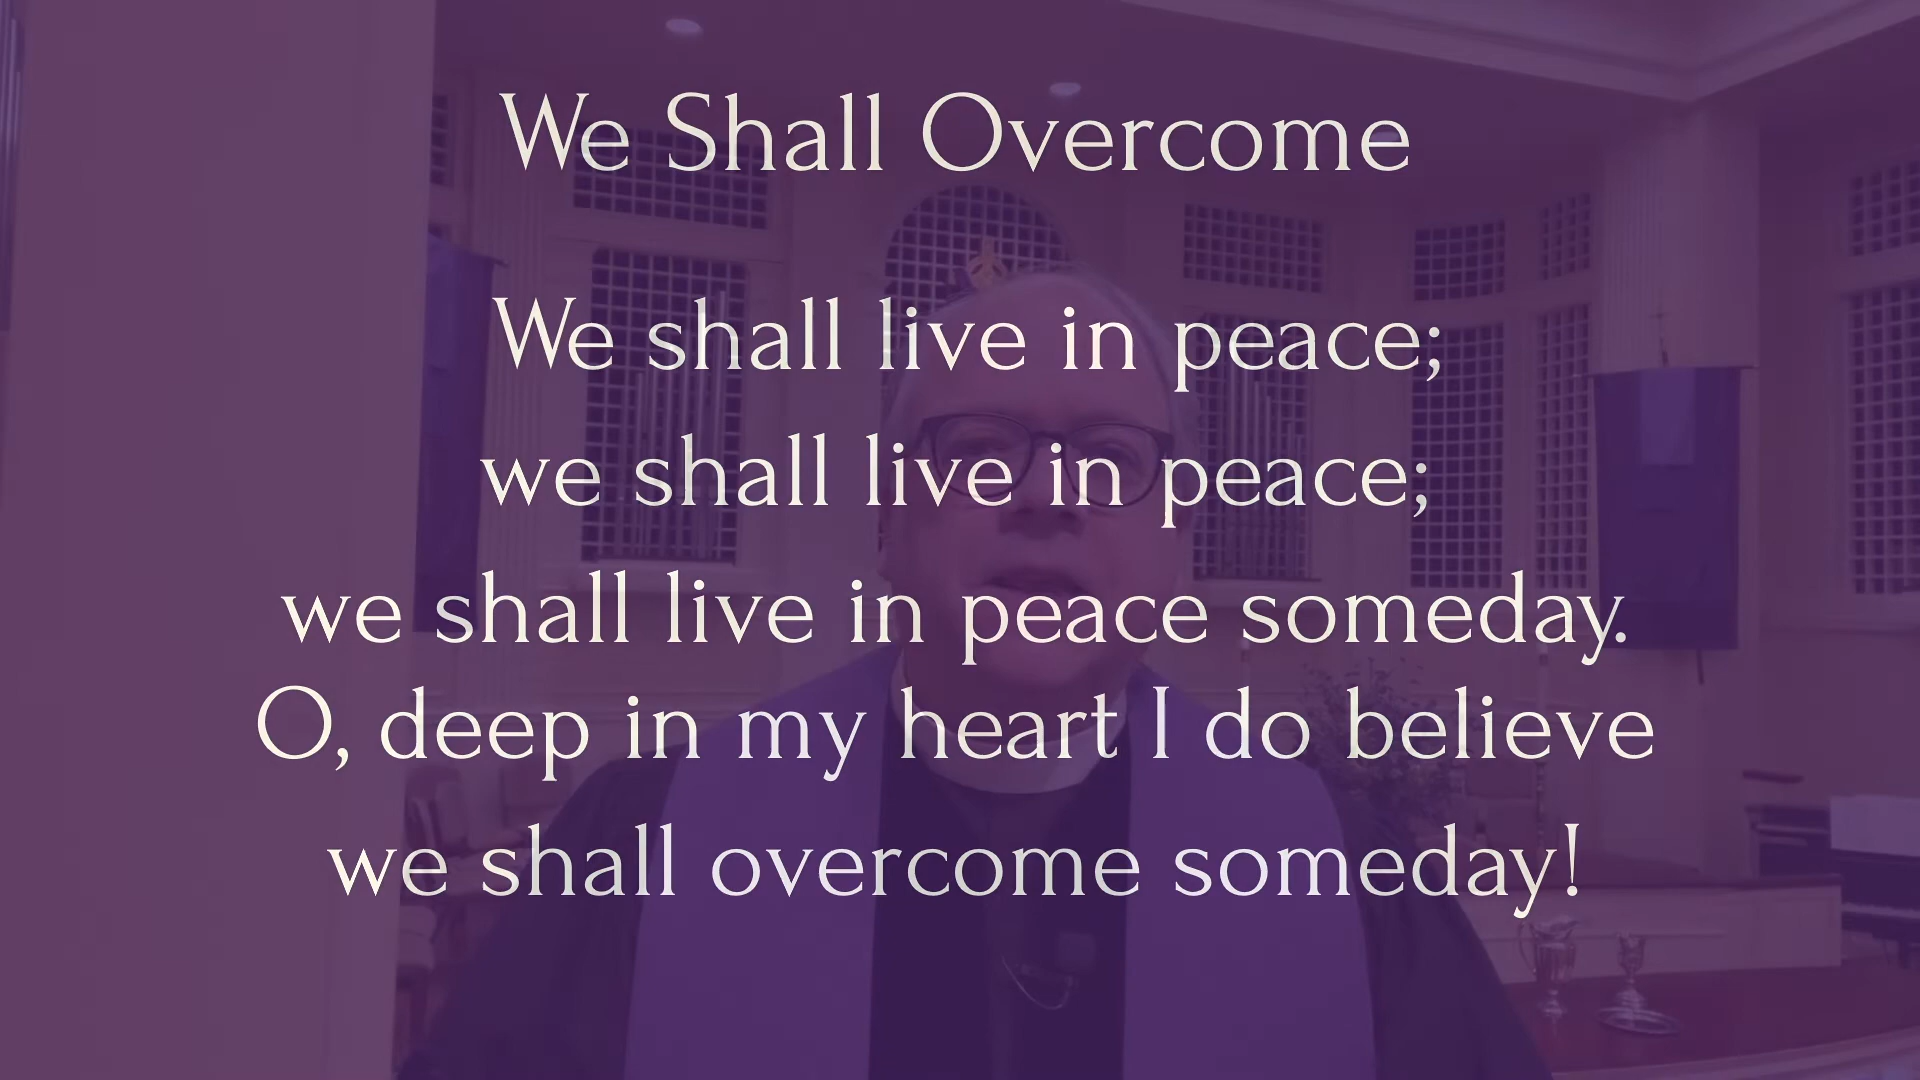 We Shall Overcome
We shall live in peace;
we shall live in peace;
we shall live in peace someday.
O, deep in my heart I do believe
we shall overcome someday!